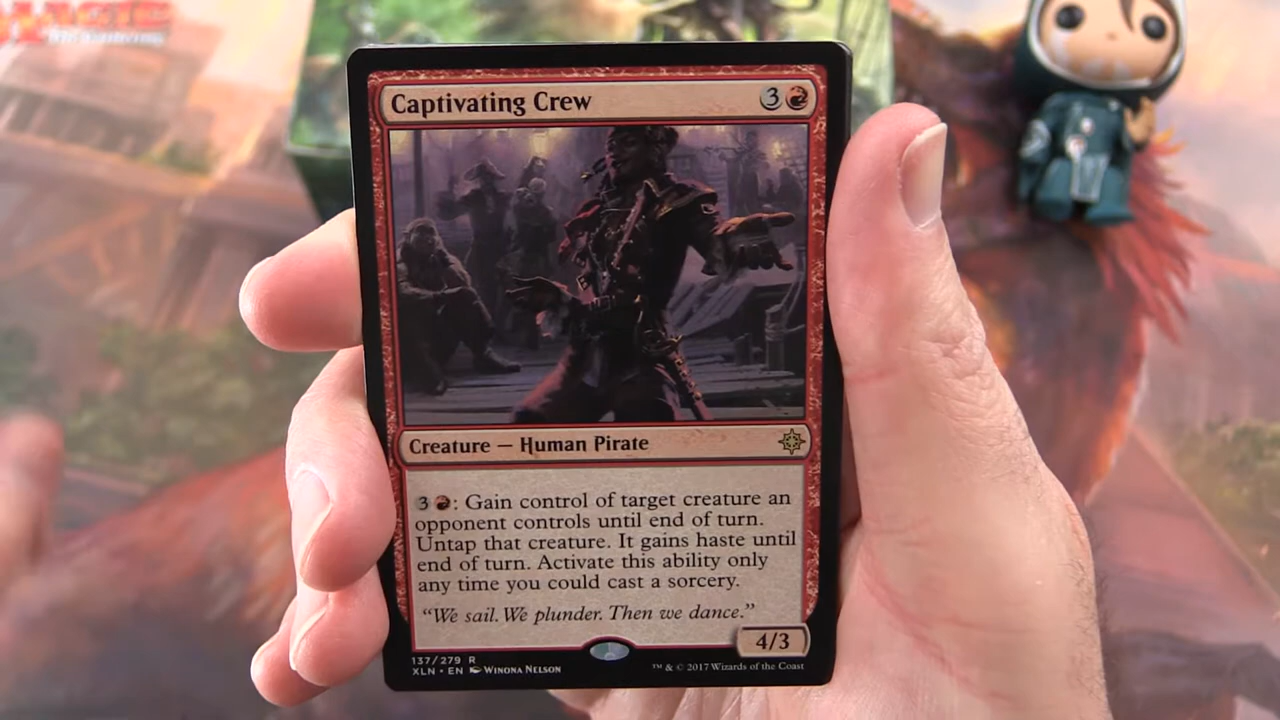 MAGIC
The Gathering
Captivating Crew
3
Creature — Human Pirate
3 : Gain control of target creature an
opponent controls until end of turn.
Untap that creature. It gains haste until
end of turn. Activate this ability only
any time you could cast a sorcery.
“We sail. We plunder. Then we dance.”
4/3
137/279 R
XLN • EN Winona Nelson
™ & © 2017 Wizards of the Coast